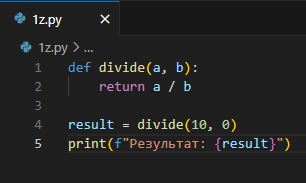 1z.py
1z.py > ...
1 def divide(a, b):
2     return a / b
3
4 result = divide(10, 0)
5 print(f"Результат: {result}")